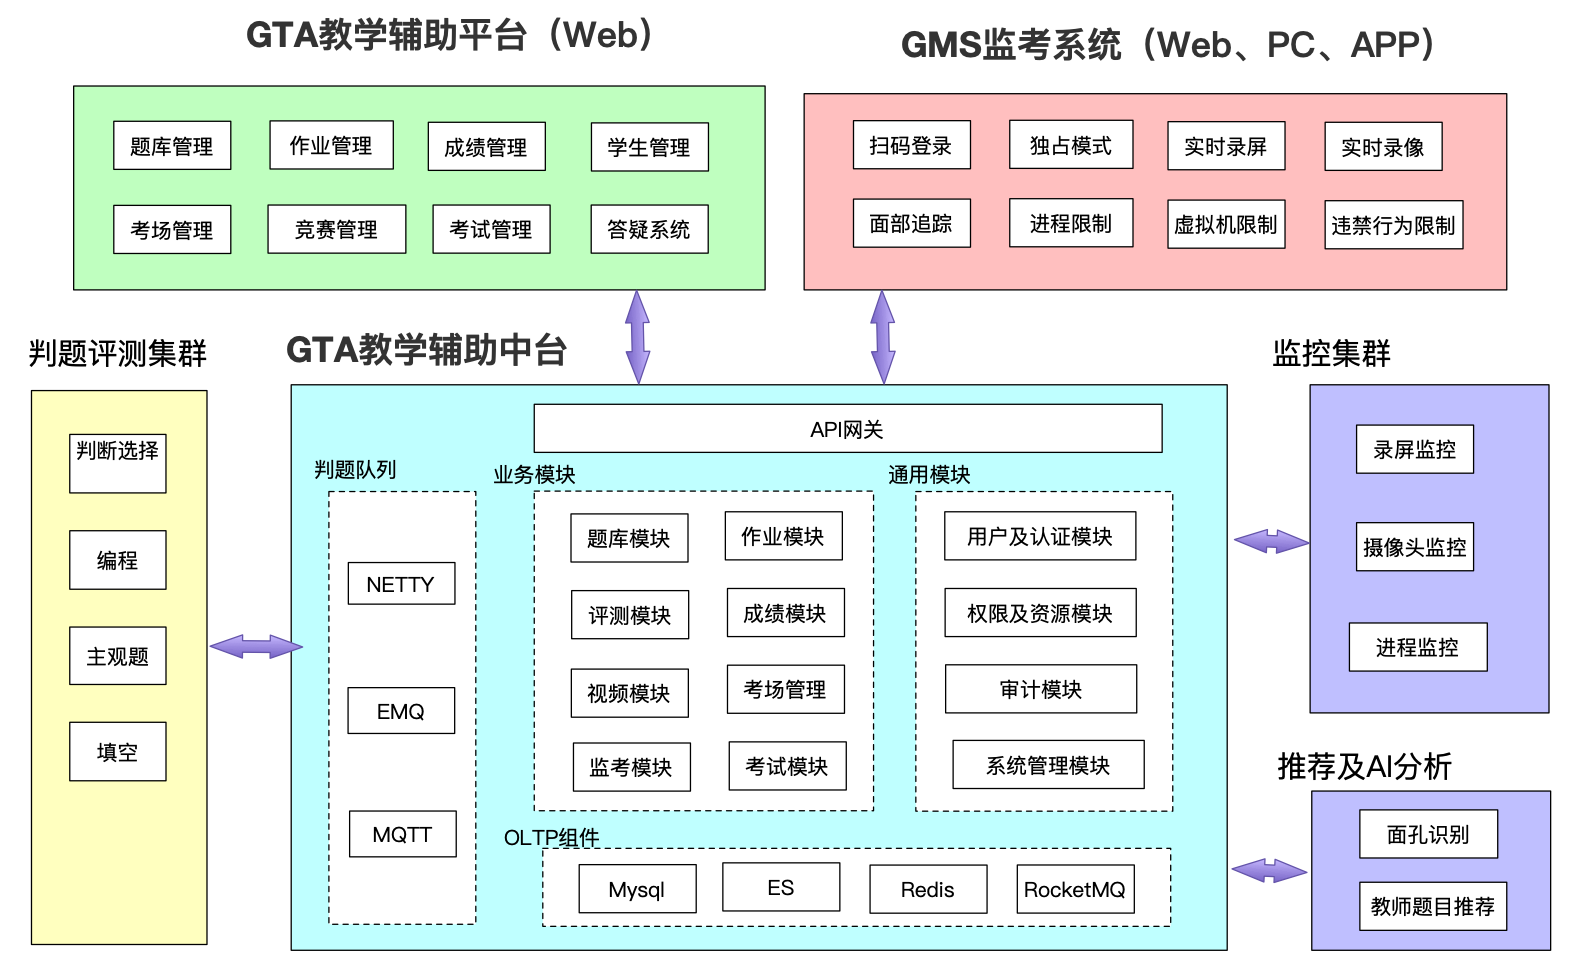 GTA教学辅助平台（Web）
题库管理
作业管理
成绩管理
学生管理
考场管理
竞赛管理
考试管理
答疑系统
GMS监考系统（Web、PC、APP）
扫码登录
独占模式
实时录屏
实时录像
面部追踪
进程限制
虚拟机限制
违禁行为限制
判题评测集群
判断选择
编程
主观题
填空
GTA教学辅助中台
API网关
判题队列
NETTY
EMQ
MQTT
业务模块
题库模块
作业模块
评测模块
成绩模块
视频模块
考场管理
监考模块
考试模块
通用模块
用户及认证模块
权限及资源模块
审计模块
系统管理模块
OLTP组件
Mysql
ES
Redis
RocketMQ
监控集群
录屏监控
摄像头监控
进程监控
推荐及AI分析
面孔识别
教师题目推荐